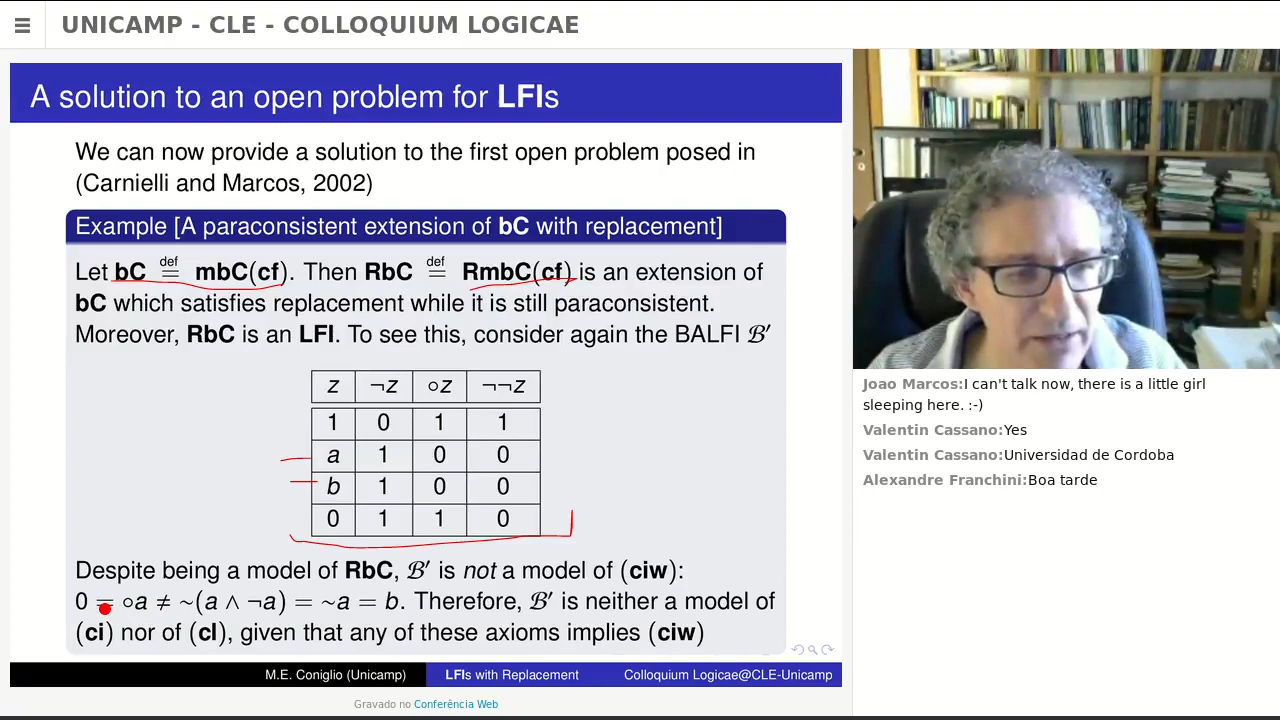 UNICAMP - CLE - COLLOQUIUM LOGICAE
A solution to an open problem for LFIs
We can now provide a solution to the first open problem posed in
(Carnielli and Marcos, 2002)
Example [A paraconsistent extension of bC with replacement]
Let bC def= mbC(cf). Then RbC def= RmbC(cf) is an extension of
bC which satisfies replacement while it is still paraconsistent.
Moreover, RbC is an LFI. To see this, consider again the BALFI ℬ′
z ¬z ∘z ¬¬z
1 0 1 1
a 1 0 0
b 1 0 0
0 1 1 0
Despite being a model of RbC, ℬ′ is not a model of (ciw):
0 = ∘a ≠ ∼(a ∧ ¬a) = ∼a = b. Therefore, ℬ′ is neither a model of
(ci) nor of (cl), given that any of these axioms implies (ciw)
M.E. Coniglio (Unicamp) LFIs with Replacement Colloquium Logicae@CLE-Unicamp
Gravado no Conferência Web
Joao Marcos:I can't talk now, there is a little girl
sleeping here. :-)
Valentin Cassano:Yes
Valentin Cassano:Universidad de Cordoba
Alexandre Franchini:Boa tarde